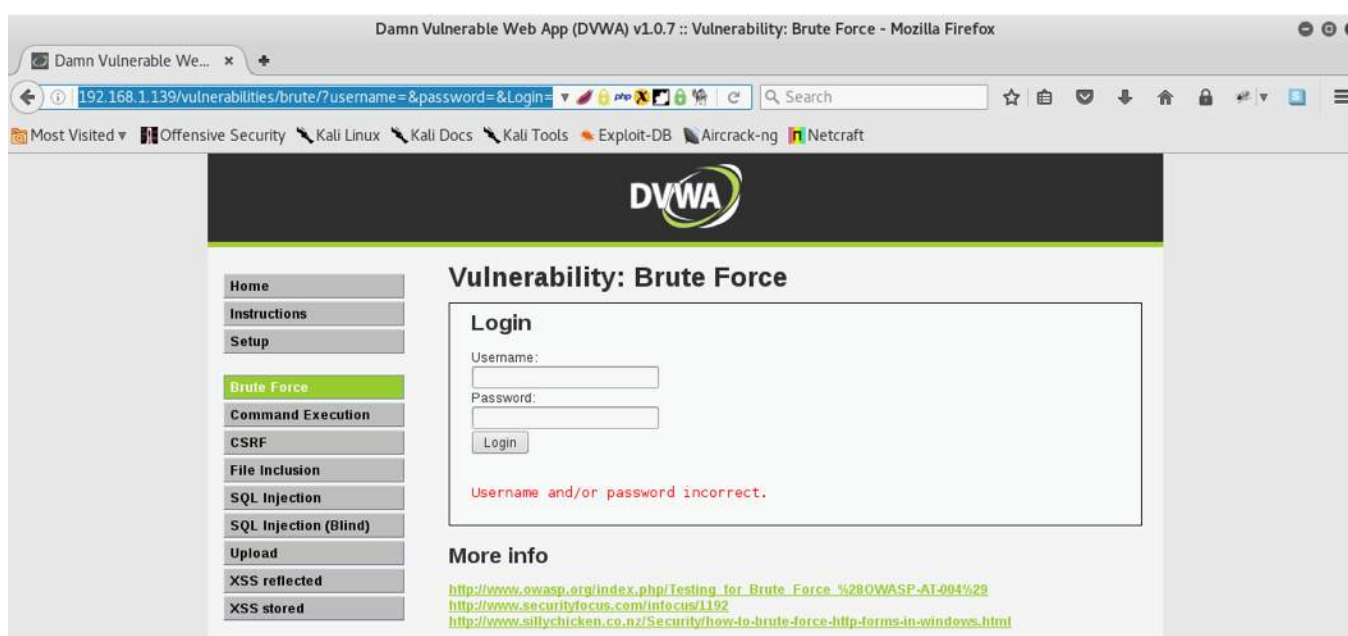 Damn Vulnerable Web App (DVWA) v1.0.7 :: Vulnerability: Brute Force - Mozilla Firefox
Damn Vulnerable We...
192.168.1.139/vulnerabilities/brute/?username=&password=&Login=
php
Search
Most Visited
Offensive Security
Kali Linux
Kali Docs
Kali Tools
Exploit-DB
Aircrack-ng
Netcraft
DVWA
Home
Instructions
Setup
Brute Force
Command Execution
CSRF
File Inclusion
SQL Injection
SQL Injection (Blind)
Upload
XSS reflected
XSS stored
Vulnerability: Brute Force
Login
Username:
Password:
Login
Username and/or password incorrect.
More info
http://www.owasp.org/index.php/Testing_for_Brute_Force_%28OWASP-AT-004%29
http://www.securityfocus.com/infocus/1192
http://www.sillychicken.co.nz/Security/how-to-brute-force-http-forms-in-windows.html